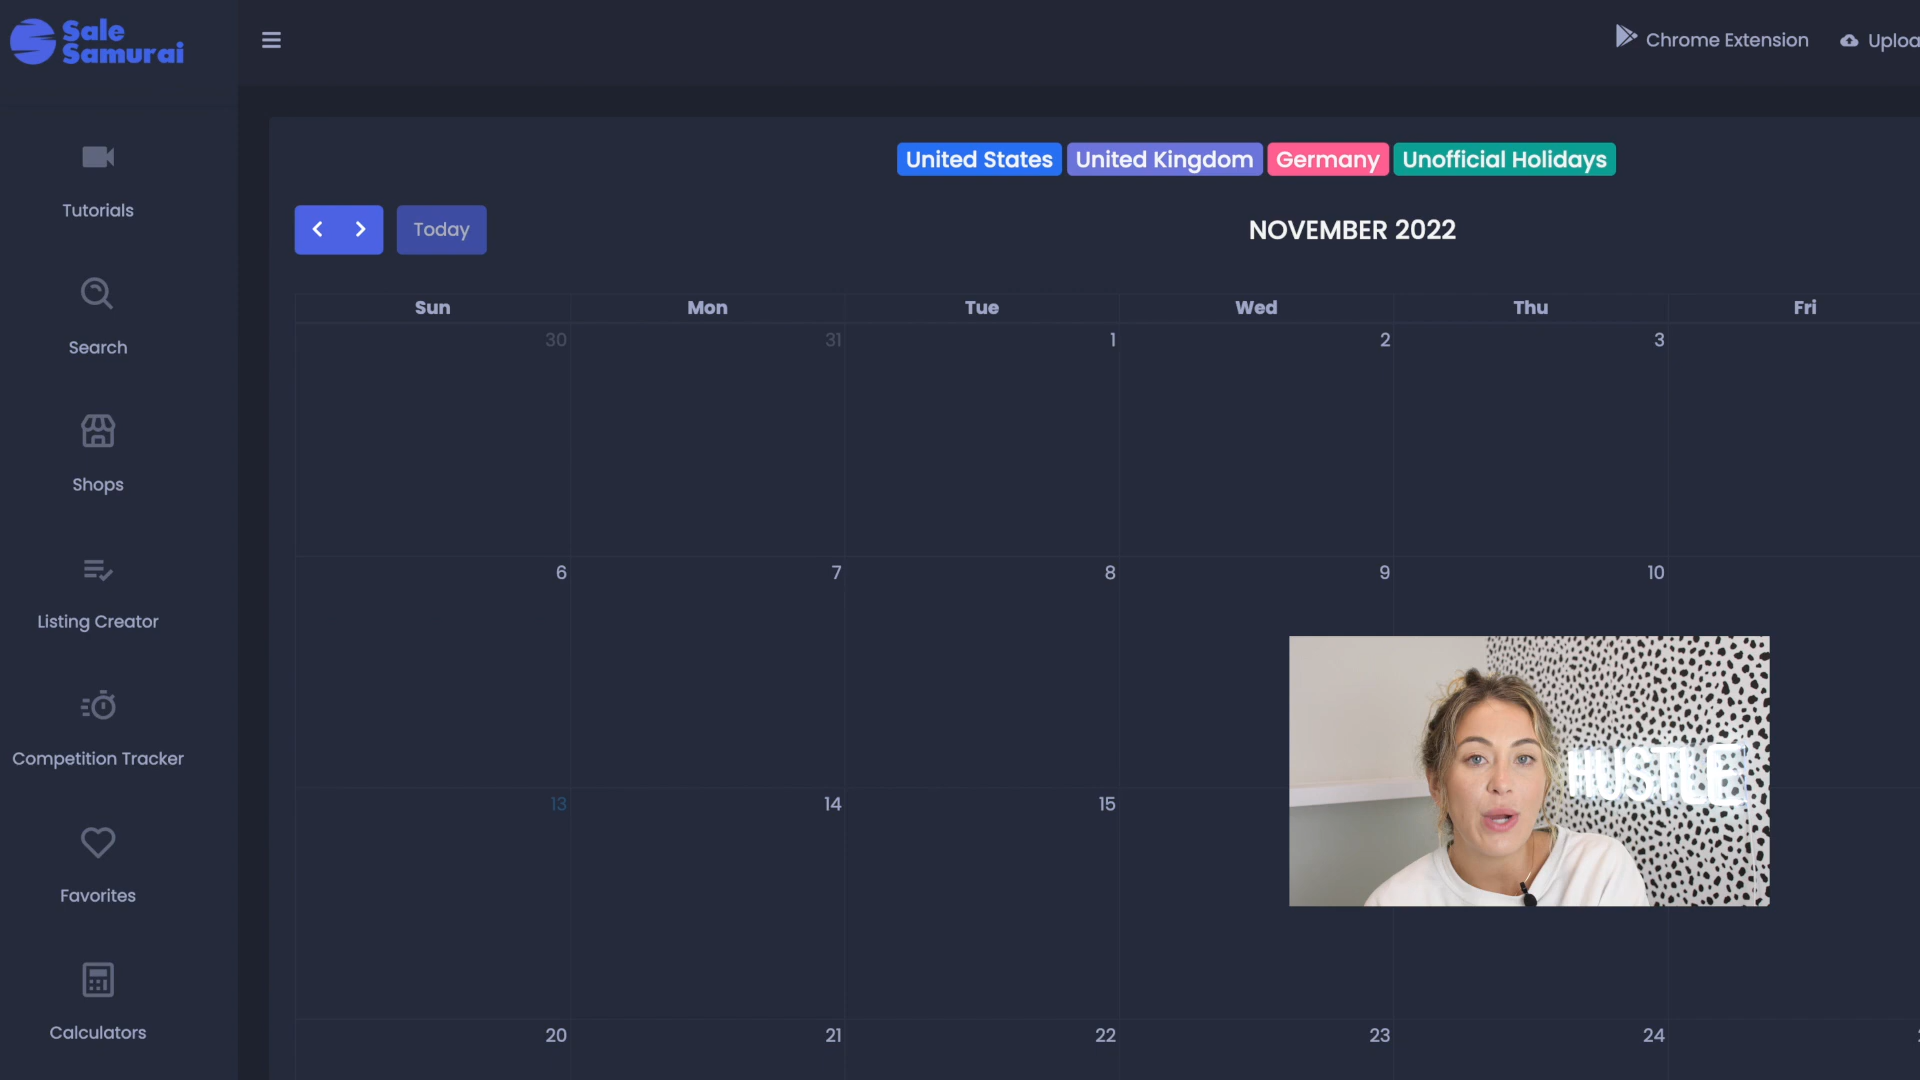 Sale
Samurai
Chrome Extension
Uploa
Tutorials
Search
Shops
Listing Creator
Competition Tracker
Favorites
Calculators
United States United Kingdom Germany Unofficial Holidays
Today
NOVEMBER 2022
Sun Mon Tue Wed Thu Fri
30 31 1 2 3
6 7 8 9 10
13 14 15
20 21 22 23 24
HUSTLE